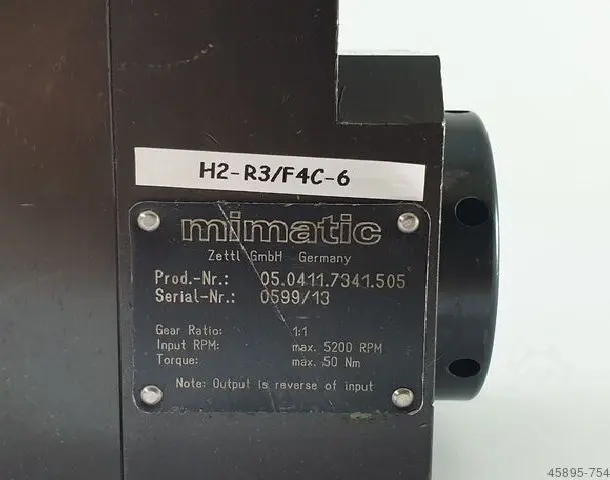 H2-R3/F4C-6
mimatic
Zettl GmbH Germany
Prod.-Nr.: 05.0411.7341.505
Serial-Nr.: 0599/13
Gear Ratio: 1:1
Input RPM: max. 5200 RPM
Torque: max. 50 Nm
Note: Output is reverse of input
45895-754